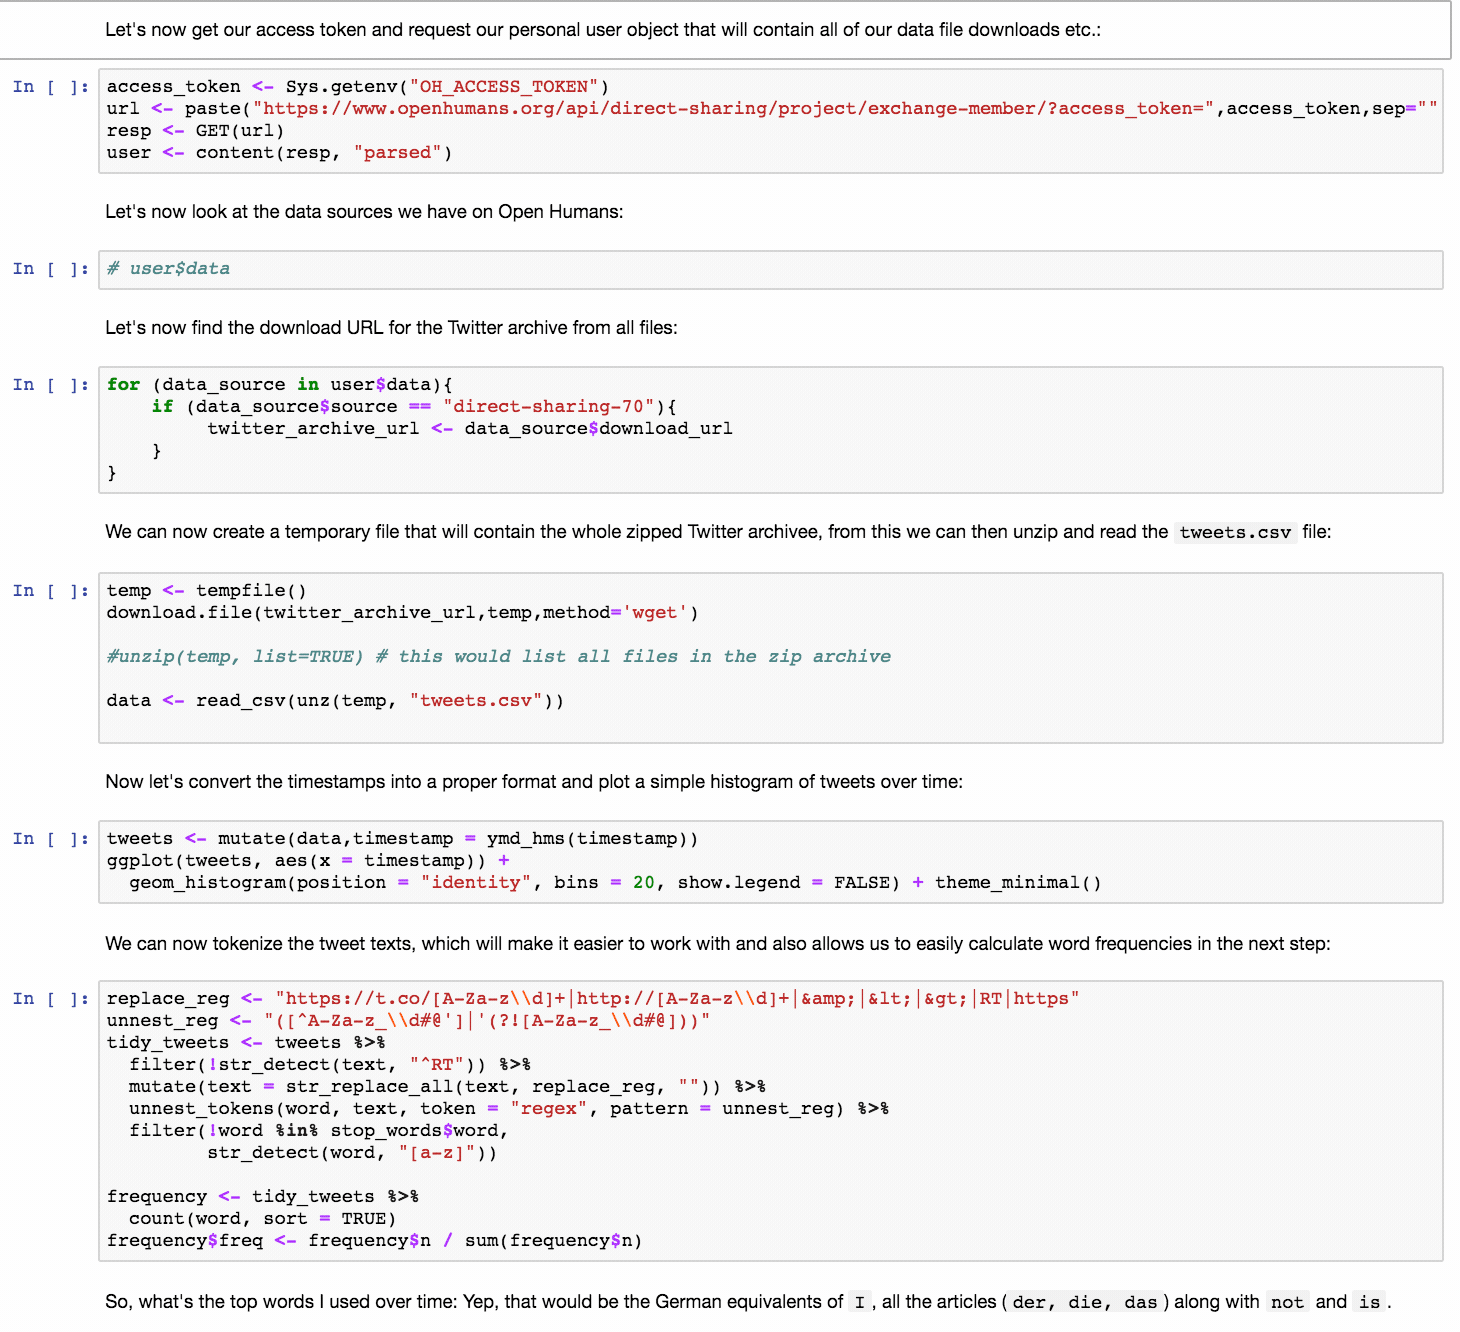 Let's now get our access token and request our personal user object that will contain all of our data file downloads etc.:
In [ ]: access_token <- Sys.getenv("OH_ACCESS_TOKEN")
url <- paste("https://www.openhumans.org/api/direct-sharing/project/exchange-member/?access_token=",access_token,sep=""
resp <- GET(url)
user <- content(resp, "parsed")
Let's now look at the data sources we have on Open Humans:
In [ ]: # user$data
Let's now find the download URL for the Twitter archive from all files:
In [ ]: for (data_source in user$data){
    if (data_source$source == "direct-sharing-70"){
         twitter_archive_url <- data_source$download_url
    }
}
We can now create a temporary file that will contain the whole zipped Twitter archivee, from this we can then unzip and read the tweets.csv file:
In [ ]: temp <- tempfile()
download.file(twitter_archive_url,temp,method='wget')
#unzip(temp, list=TRUE) # this would list all files in the zip archive
data <- read_csv(unz(temp, "tweets.csv"))
Now let's convert the timestamps into a proper format and plot a simple histogram of tweets over time:
In [ ]: tweets <- mutate(data,timestamp = ymd_hms(timestamp))
ggplot(tweets, aes(x = timestamp)) +
  geom_histogram(position = "identity", bins = 20, show.legend = FALSE) + theme_minimal()
We can now tokenize the tweet texts, which will make it easier to work with and also allows us to easily calculate word frequencies in the next step:
In [ ]: replace_reg <- "https://t.co/[A-Za-z\\d]+|http://[A-Za-z\\d]+|&amp;|&lt;|&gt;|RT|https"
unnest_reg <- "([^A-Za-z_\\d#@']|'(?![A-Za-z_\\d#@]))"
tidy_tweets <- tweets %>%
  filter(!str_detect(text, "^RT")) %>%
  mutate(text = str_replace_all(text, replace_reg, "")) %>%
  unnest_tokens(word, text, token = "regex", pattern = unnest_reg) %>%
  filter(!word %in% stop_words$word,
         str_detect(word, "[a-z]"))
frequency <- tidy_tweets %>%
  count(word, sort = TRUE)
frequency$freq <- frequency$n / sum(frequency$n)
So, what's the top words I used over time: Yep, that would be the German equivalents of I, all the articles (der, die, das) along with not and is.